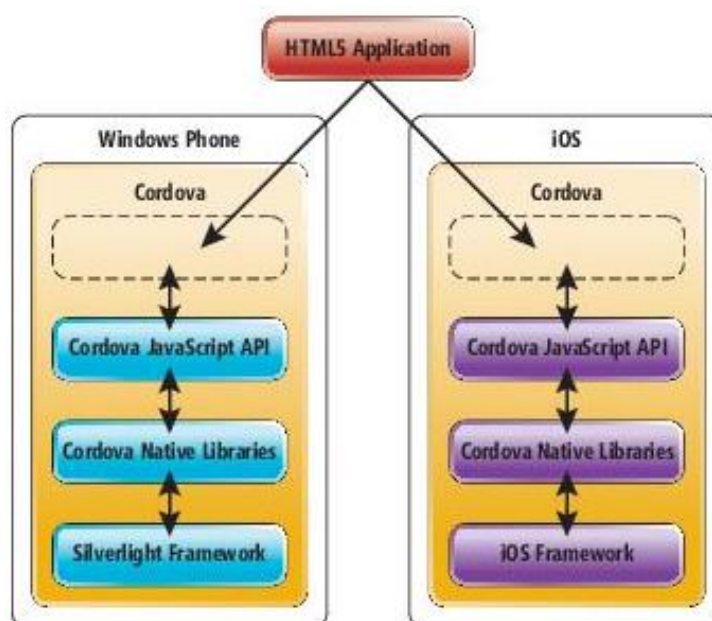 HTML5 Application
Windows Phone
Cordova
Cordova JavaScript API
Cordova Native Libraries
Silverlight Framework
iOS
Cordova
Cordova JavaScript API
Cordova Native Libraries
iOS Framework